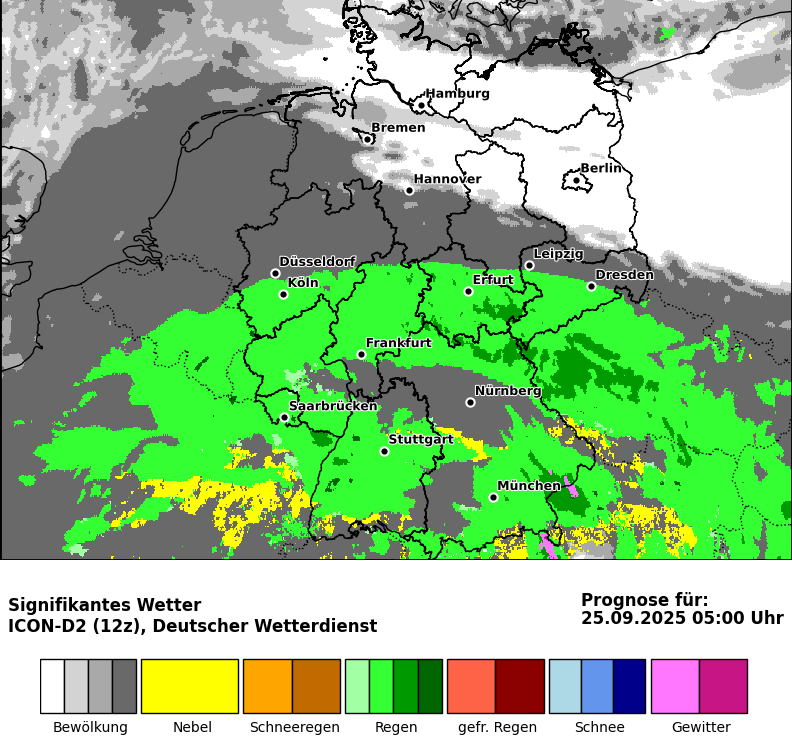 Hamburg
Bremen
Berlin
Hannover
Leipzig
Düsseldorf
Dresden
Köln
Erfurt
Frankfurt
Nürnberg
Saarbrücken
Stuttgart
München
Signifikantes Wetter
ICON-D2 (12z), Deutscher Wetterdienst
Prognose für:
25.09.2025 05:00 Uhr
Bewölkung
Nebel
Schneeregen
Regen
gefr. Regen
Schnee
Gewitter